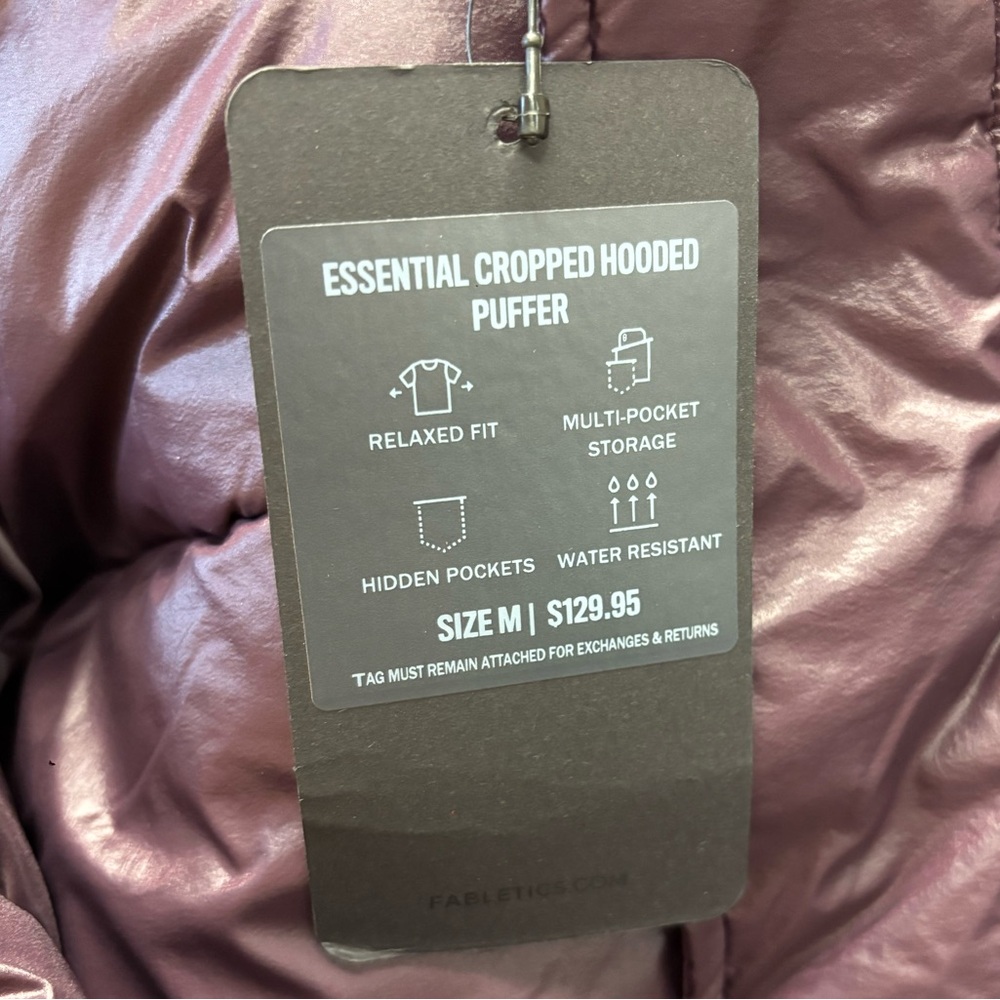 ESSENTIAL CROPPED HOODED
PUFFER
RELAXED FIT
MULTI-POCKET
STORAGE
HIDDEN POCKETS
WATER RESISTANT
SIZE M | $129.95
TAG MUST REMAIN ATTACHED FOR EXCHANGES & RETURNS
FABLETICS.COM